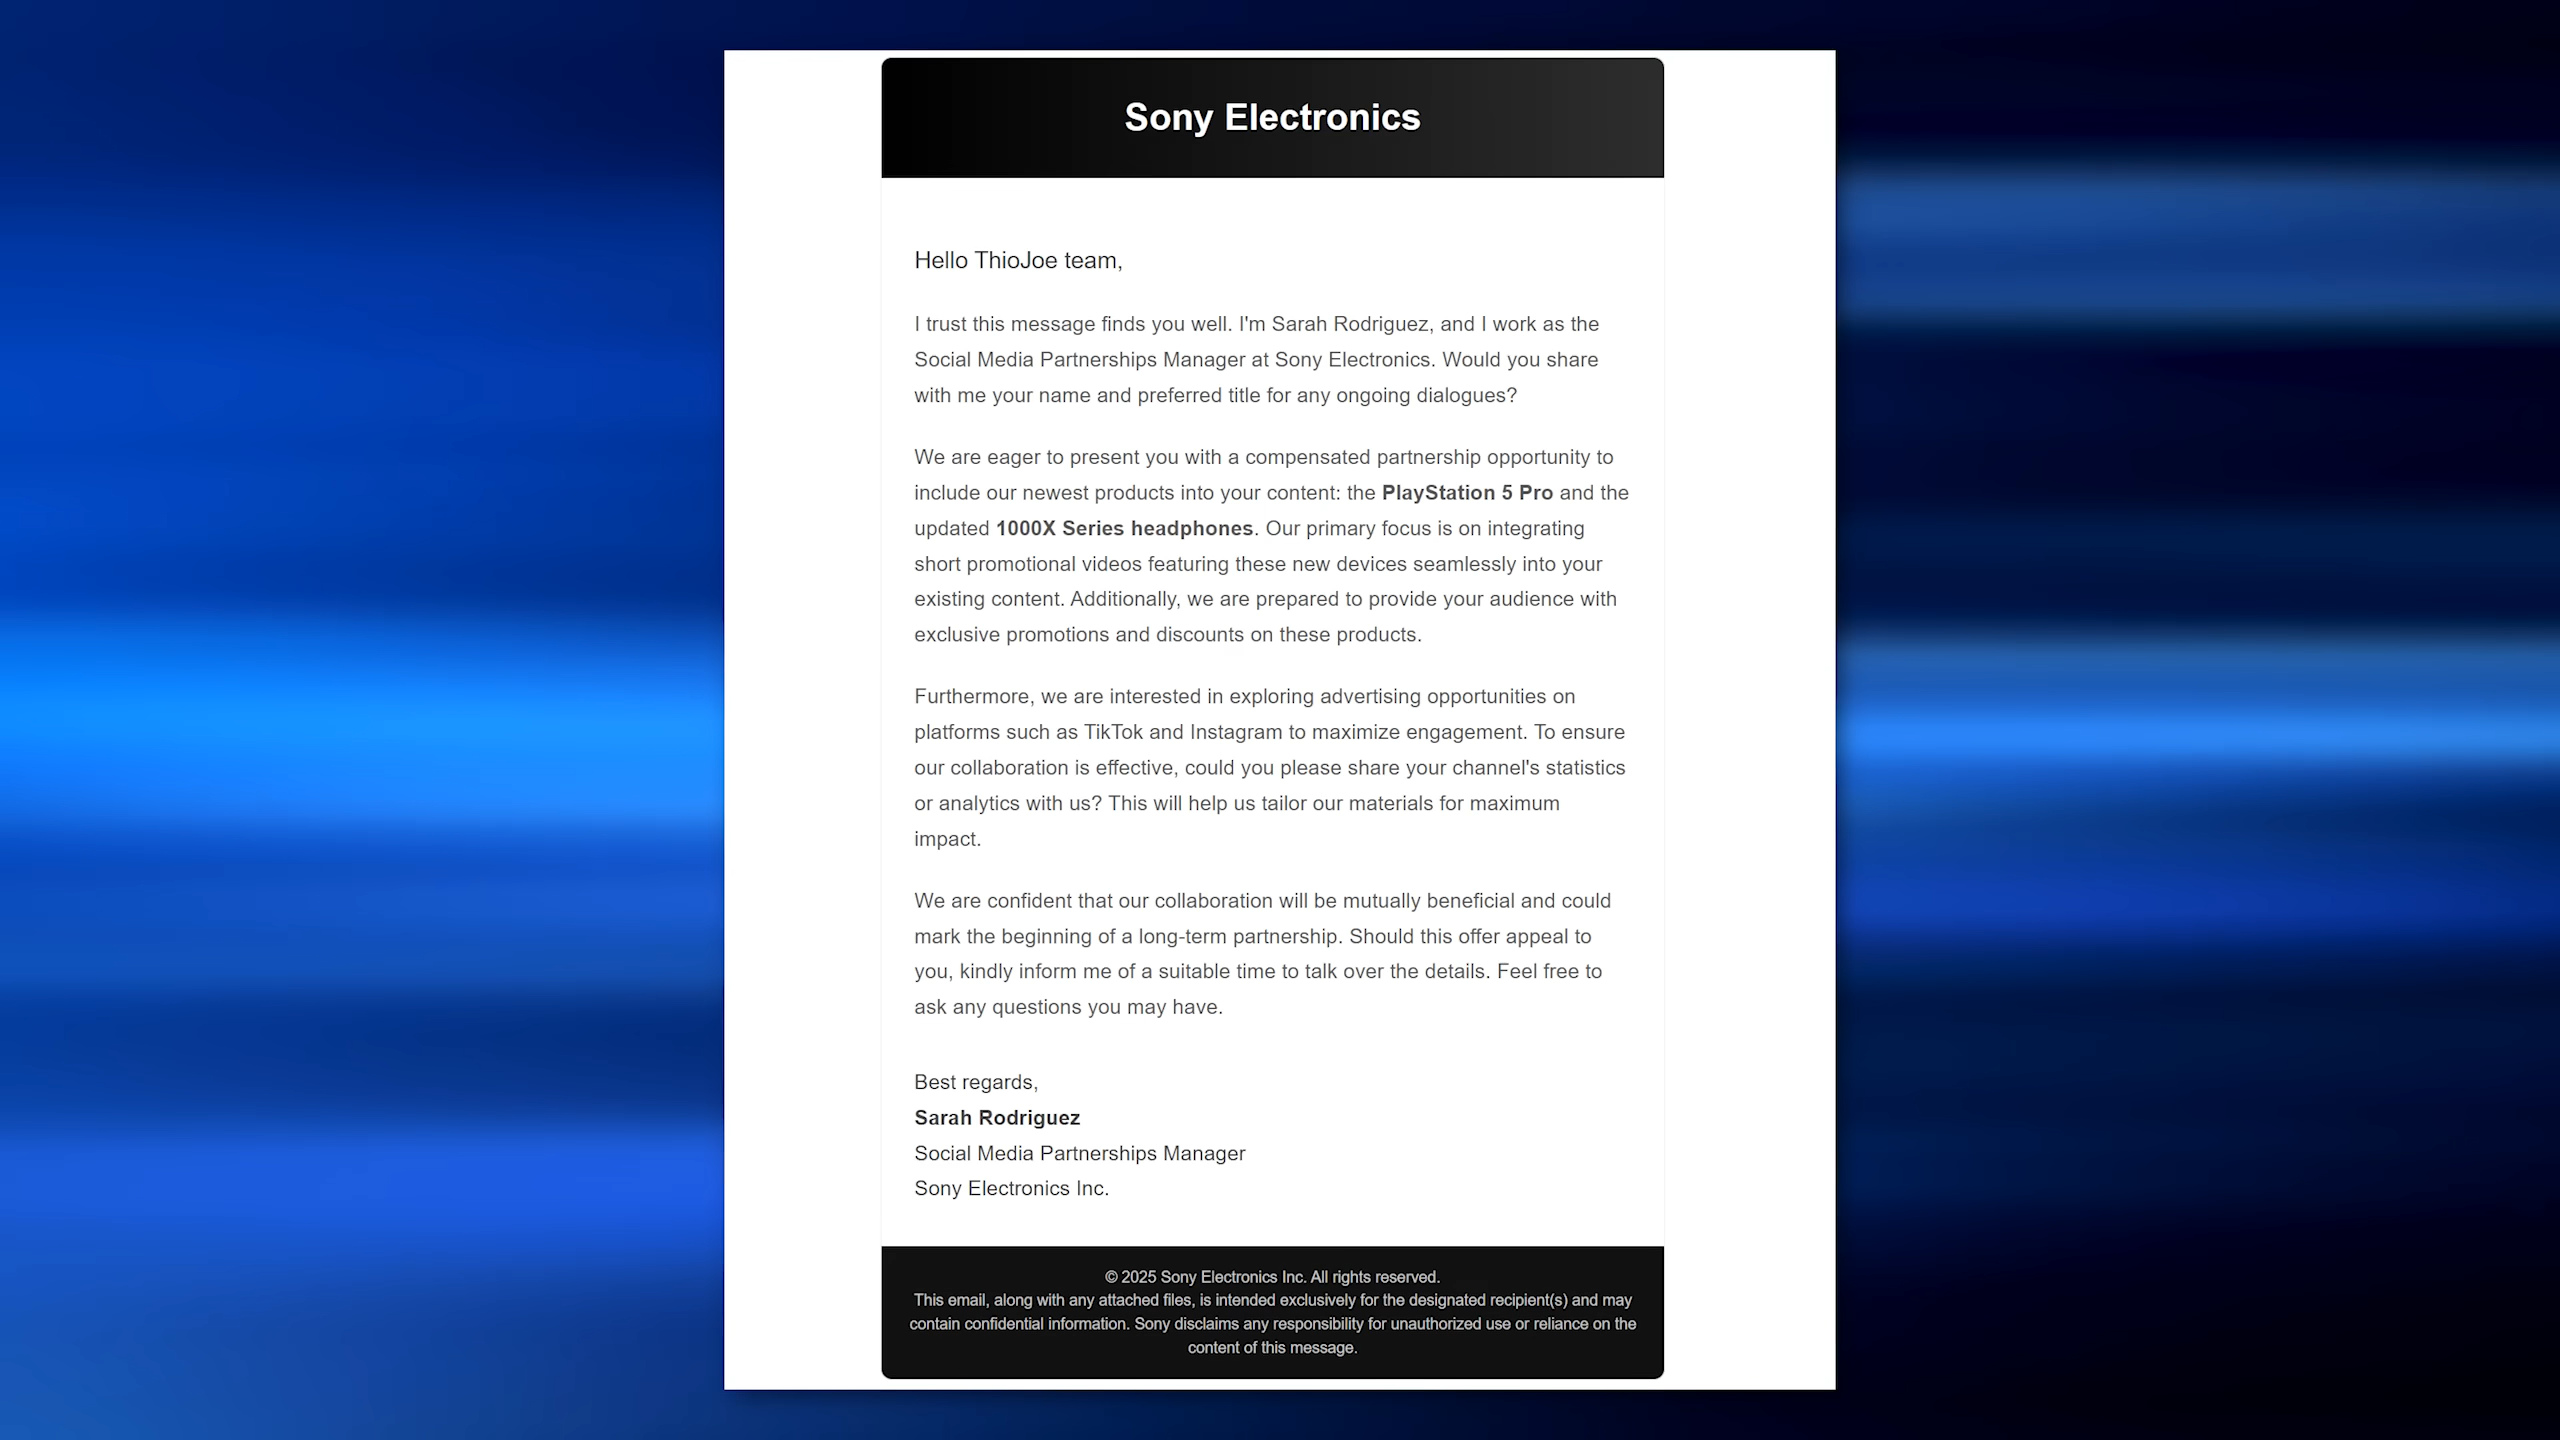 Sony Electronics
Hello ThioJoe team,
I trust this message finds you well. I'm Sarah Rodriguez, and I work as the
Social Media Partnerships Manager at Sony Electronics. Would you share
with me your name and preferred title for any ongoing dialogues?
We are eager to present you with a compensated partnership opportunity to
include our newest products into your content: the PlayStation 5 Pro and the
updated 1000X Series headphones. Our primary focus is on integrating
short promotional videos featuring these new devices seamlessly into your
existing content. Additionally, we are prepared to provide your audience with
exclusive promotions and discounts on these products.
Furthermore, we are interested in exploring advertising opportunities on
platforms such as TikTok and Instagram to maximize engagement. To ensure
our collaboration is effective, could you please share your channel's statistics
or analytics with us? This will help us tailor our materials for maximum
impact.
We are confident that our collaboration will be mutually beneficial and could
mark the beginning of a long-term partnership. Should this offer appeal to
you, kindly inform me of a suitable time to talk over the details. Feel free to
ask any questions you may have.
Best regards,
Sarah Rodriguez
Social Media Partnerships Manager
Sony Electronics Inc.
© 2025 Sony Electronics Inc. All rights reserved.
This email, along with any attached files, is intended exclusively for the designated recipient(s) and may
contain confidential information. Sony disclaims any responsibility for unauthorized use or reliance on the
content of this message.